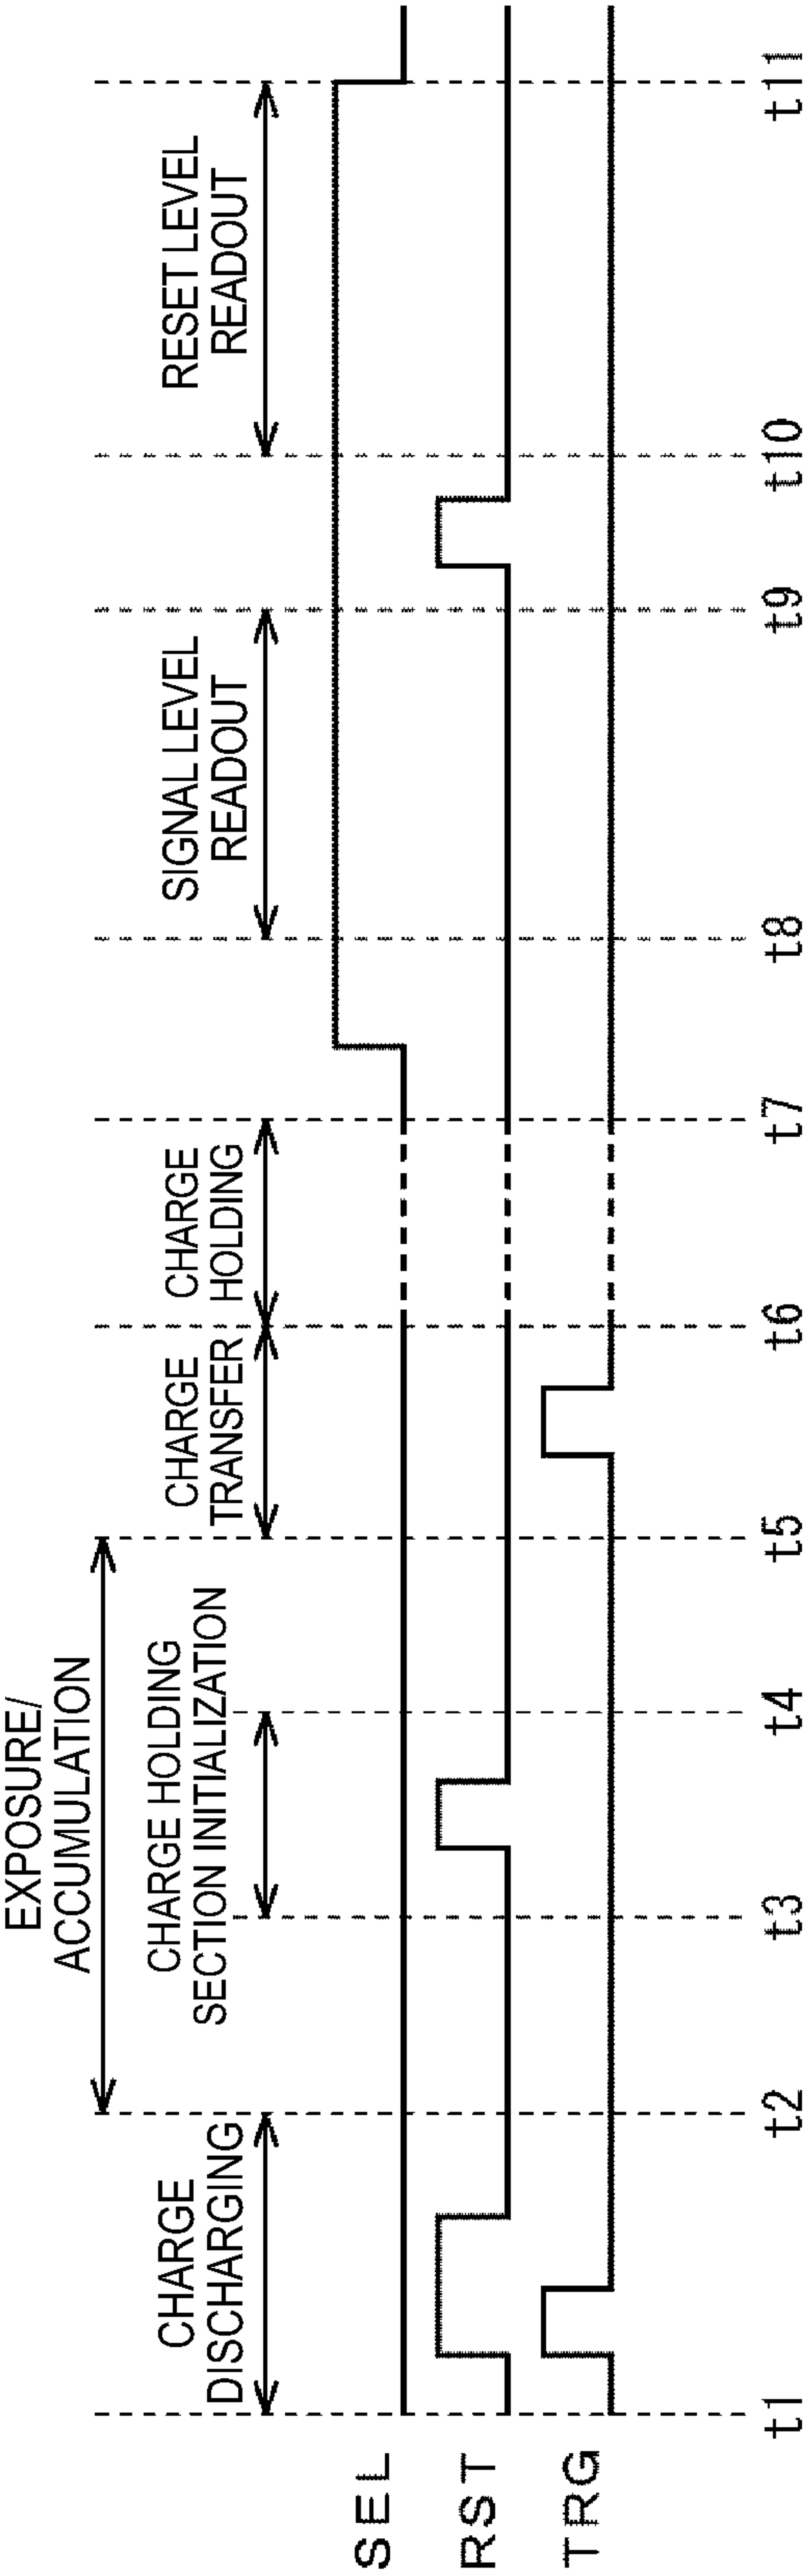 EXPOSURE/
ACCUMULATION
CHARGE
DISCHARGING
CHARGE HOLDING
SECTION INITIALIZATION
CHARGE
TRANSFER
CHARGE
HOLDING
SIGNAL LEVEL
READOUT
RESET LEVEL
READOUT
SEL
RST
TRG
t1 t2 t3 t4 t5 t6 t7 t8 t9 t10 t11